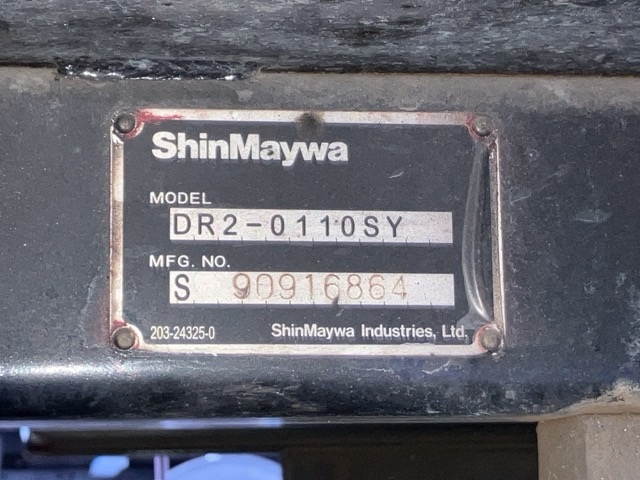 ShinMaywa
MODEL
DR2-0110SY
MFG. NO.
S 90916864
203-24325-0
ShinMaywa Industries, Ltd.